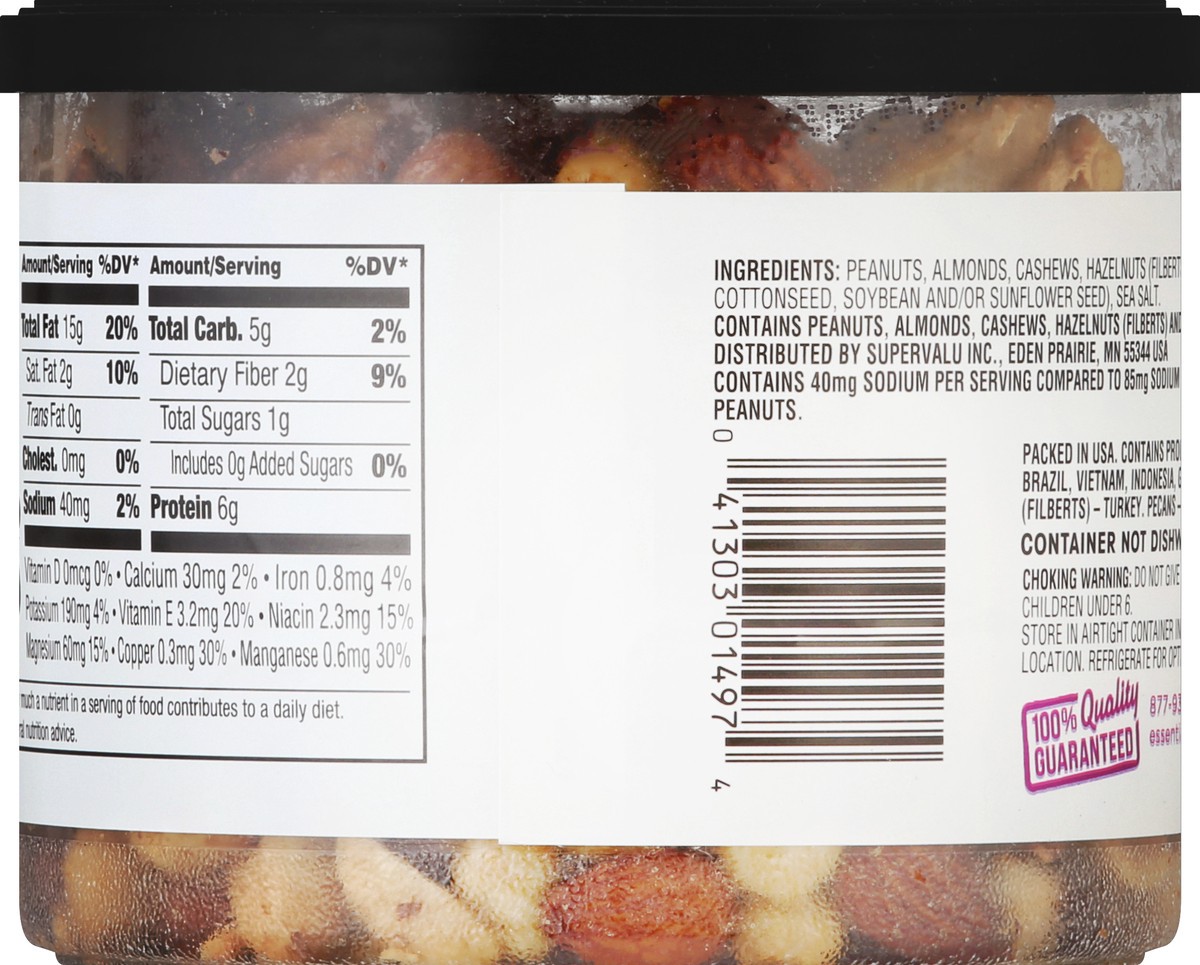 Amount/Serving %DV* Amount/Serving %DV*
Total Fat 15g 20% Total Carb. 5g 2%
Sat. Fat 2g 10% Dietary Fiber 2g 9%
Trans Fat 0g Total Sugars 1g
Cholest. 0mg 0% Includes 0g Added Sugars 0%
Sodium 40mg 2% Protein 6g
Vitamin D 0mcg 0% • Calcium 30mg 2% • Iron 0.8mg 4%
Potassium 190mg 4% • Vitamin E 3.2mg 20% • Niacin 2.3mg 15%
Magnesium 60mg 15% • Copper 0.3mg 30% • Manganese 0.6mg 30%
much a nutrient in a serving of food contributes to a daily diet.
nutrition advice.
INGREDIENTS: PEANUTS, ALMONDS, CASHEWS, HAZELNUTS (FILBERT
COTTONSEED, SOYBEAN AND/OR SUNFLOWER SEED), SEA SALT.
CONTAINS PEANUTS, ALMONDS, CASHEWS, HAZELNUTS (FILBERTS) AND
DISTRIBUTED BY SUPERVALU INC., EDEN PRAIRIE, MN 55344 USA
CONTAINS 40mg SODIUM PER SERVING COMPARED TO 85mg SODIUM
PEANUTS.
0 41303 01497 4
PACKED IN USA. CONTAINS PRO
BRAZIL, VIETNAM, INDONESIA,
(FILBERTS) – TURKEY. PECANS –
CONTAINER NOT DISHW
CHOKING WARNING: DO NOT GIVE
CHILDREN UNDER 6.
STORE IN AIRTIGHT CONTAINER IN
LOCATION. REFRIGERATE FOR OPT
100% Quality
GUARANTEED
877-93
essent